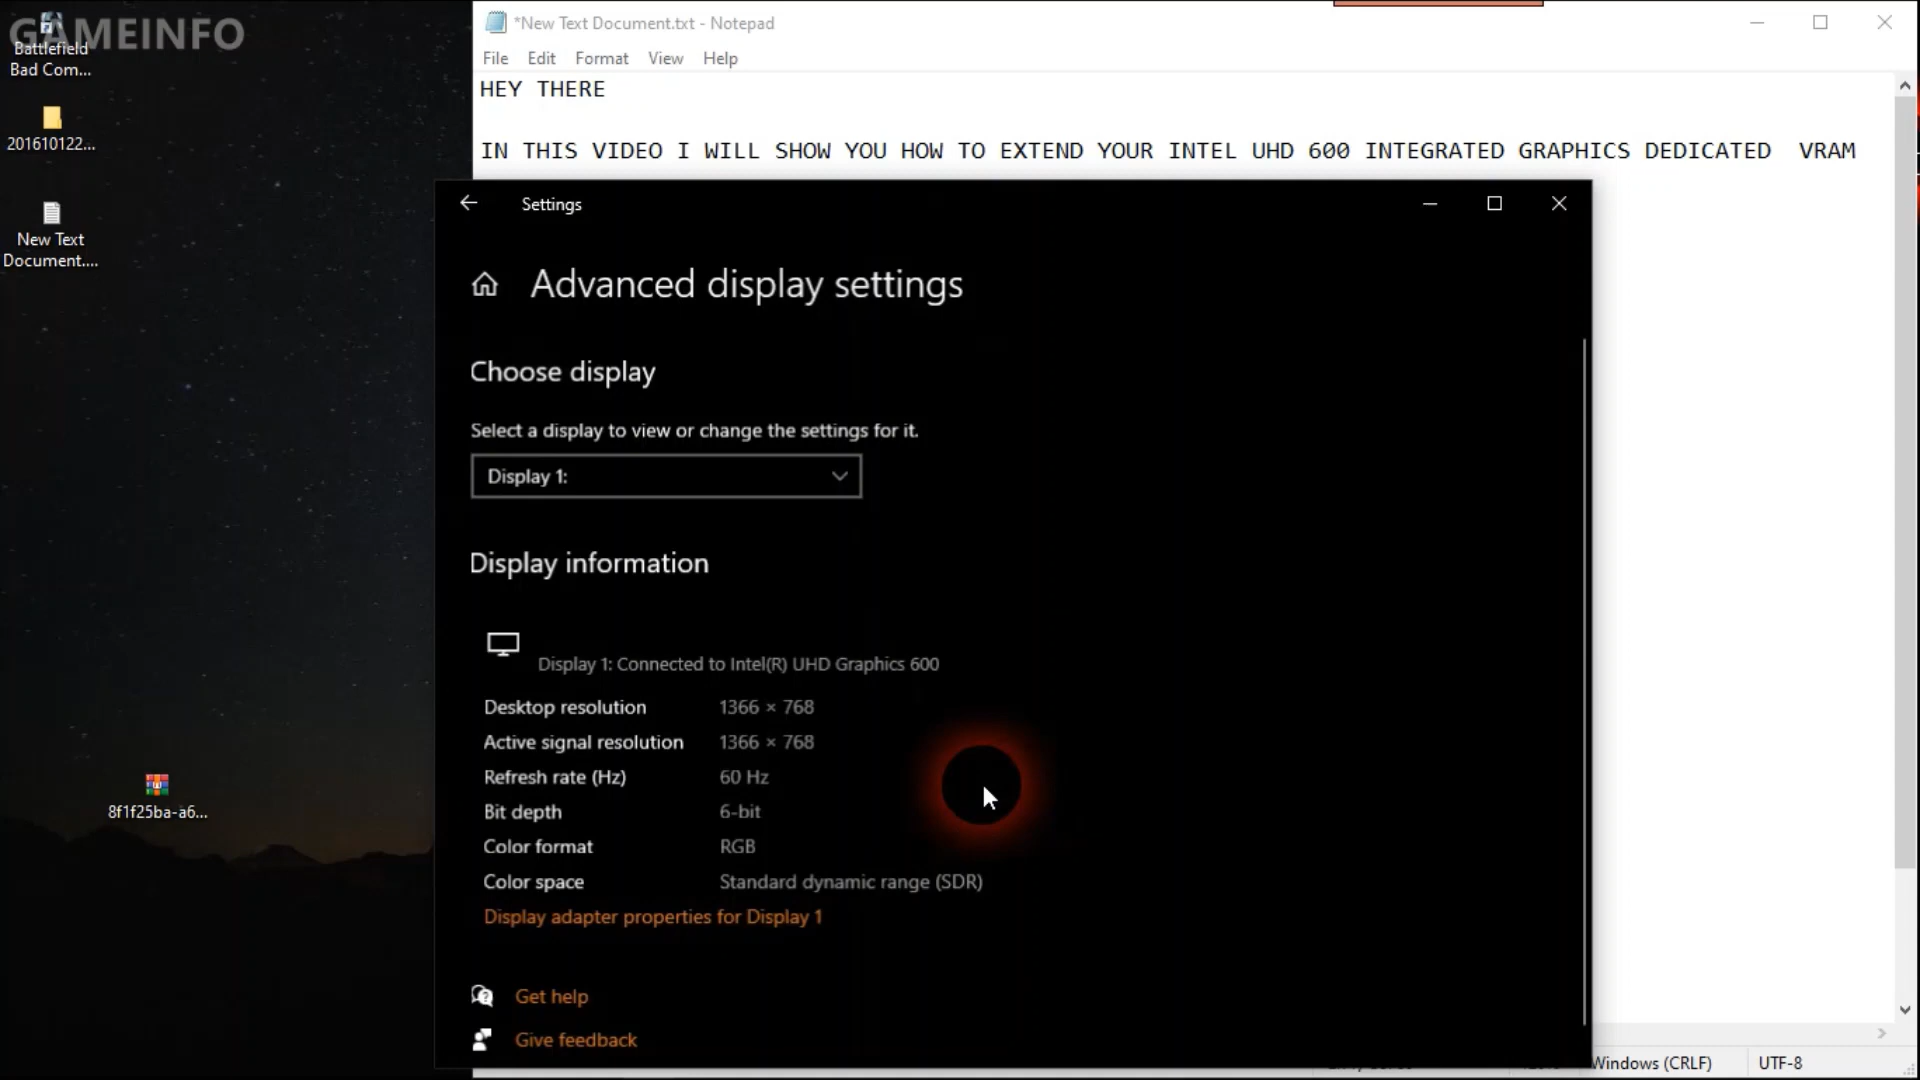 GAMEINFO
Battlefield
Bad Com...
201610122...
New Text
Document....
8f1f25ba-a6...
*New Text Document.txt - Notepad
File Edit Format View Help
HEY THERE
IN THIS VIDEO I WILL SHOW YOU HOW TO EXTEND YOUR INTEL UHD 600 INTEGRATED GRAPHICS DEDICATED VRAM
Settings
Advanced display settings
Choose display
Select a display to view or change the settings for it.
Display 1:
Display information
Display 1: Connected to Intel(R) UHD Graphics 600
Desktop resolution 1366 × 768
Active signal resolution 1366 × 768
Refresh rate (Hz) 60 Hz
Bit depth 6-bit
Color format RGB
Color space Standard dynamic range (SDR)
Display adapter properties for Display 1
Get help
Give feedback
Windows (CRLF) UTF-8